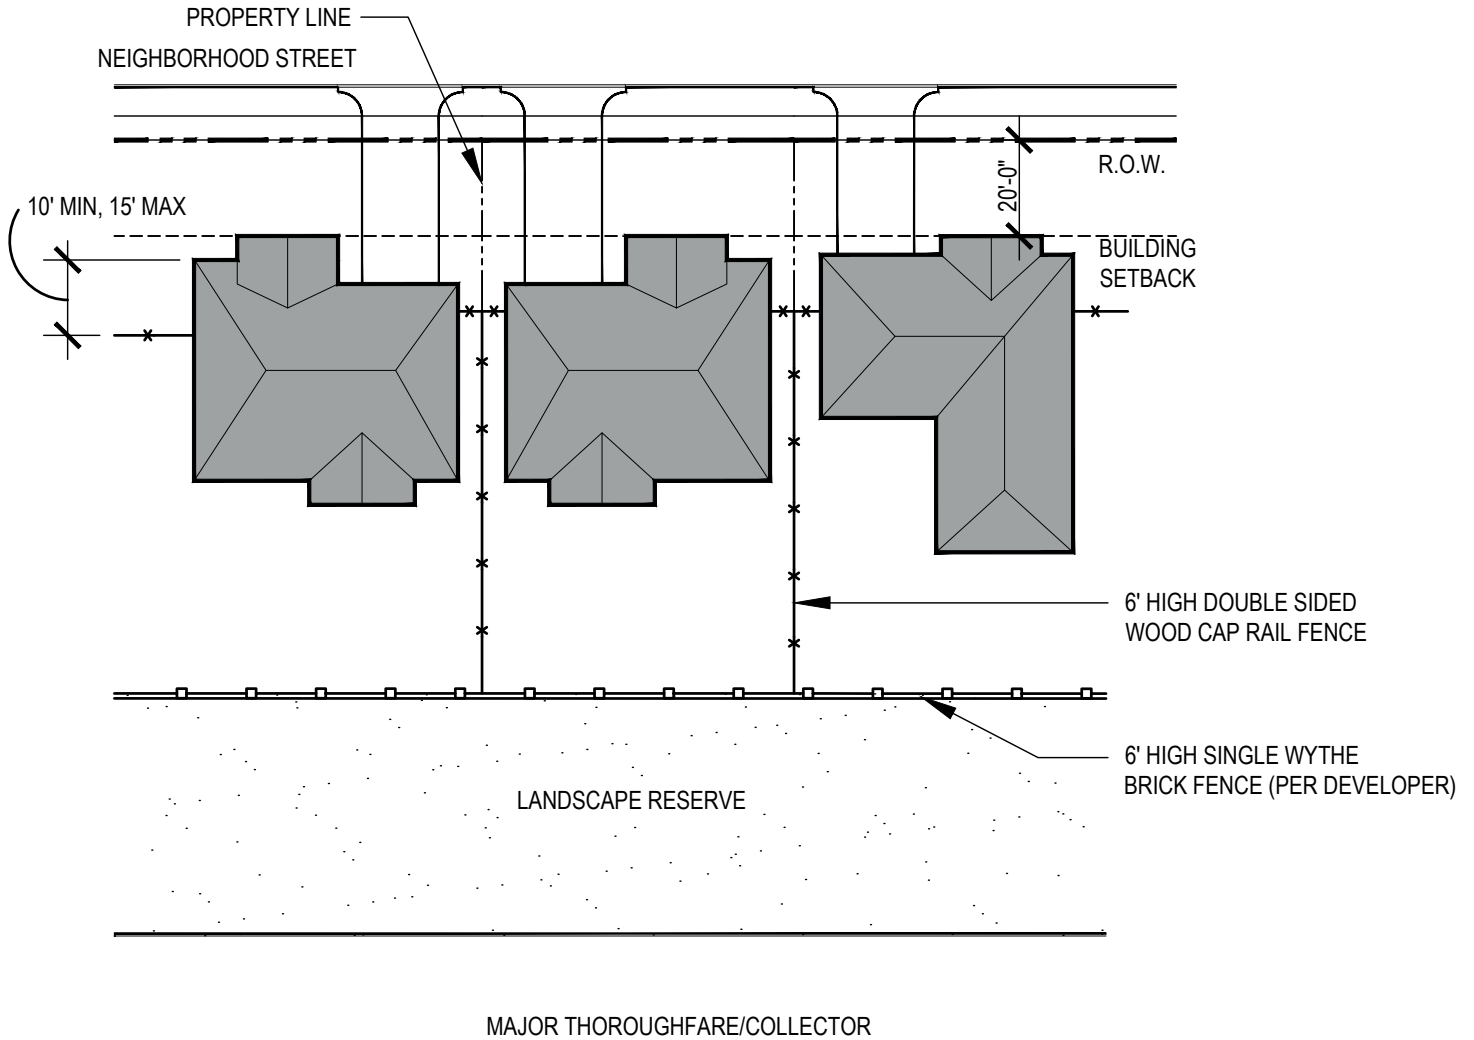 PROPERTY LINE
NEIGHBORHOOD STREET
R.O.W.
20'-0"
10' MIN, 15' MAX
BUILDING
SETBACK
6' HIGH DOUBLE SIDED
WOOD CAP RAIL FENCE
6' HIGH SINGLE WYTHE
BRICK FENCE (PER DEVELOPER)
LANDSCAPE RESERVE
MAJOR THOROUGHFARE/COLLECTOR